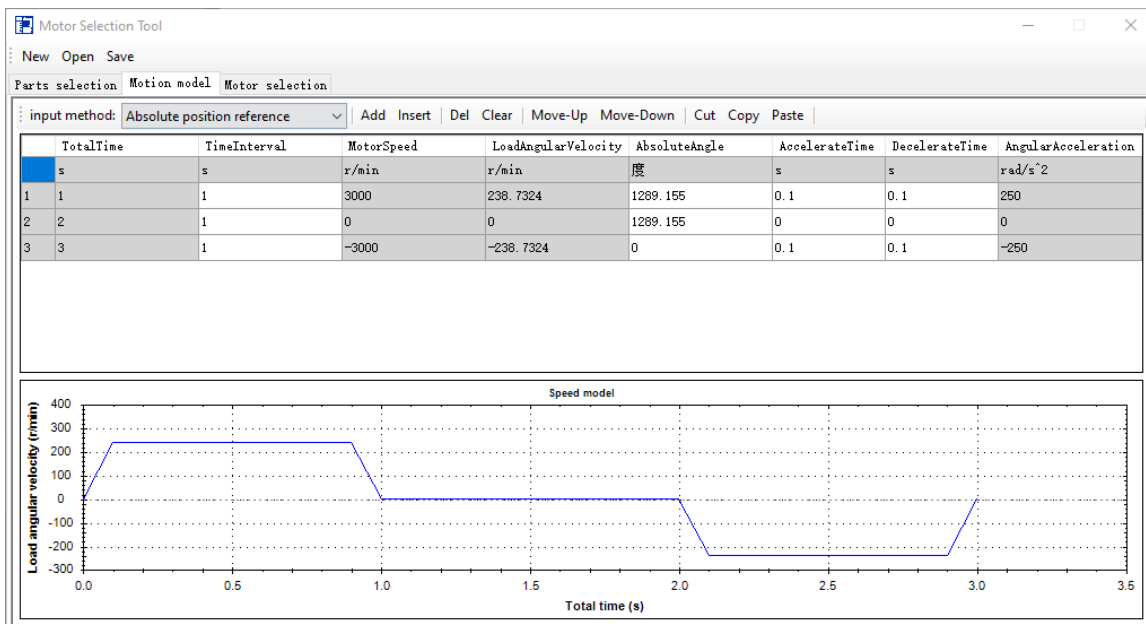 Motor Selection Tool
New Open Save
Parts selection Motion model Motor selection
input method: Absolute position reference Add Insert Del Clear Move-Up Move-Down Cut Copy Paste
TotalTime TimeInterval MotorSpeed LoadAngularVelocity AbsoluteAngle AccelerateTime DecelerateTime AngularAcceleration
s s r/min r/min 度 s s rad/s^2
1 1 1 3000 238.7324 1289.155 0.1 0.1 250
2 2 1 0 0 1289.155 0 0 0
3 3 1 -3000 -238.7324 0 0.1 0.1 -250
Speed model
Load angular velocity (r/min)
400
300
200
100
0
-100
-200
-300
0.0 0.5 1.0 1.5 2.0 2.5 3.0 3.5
Total time (s)